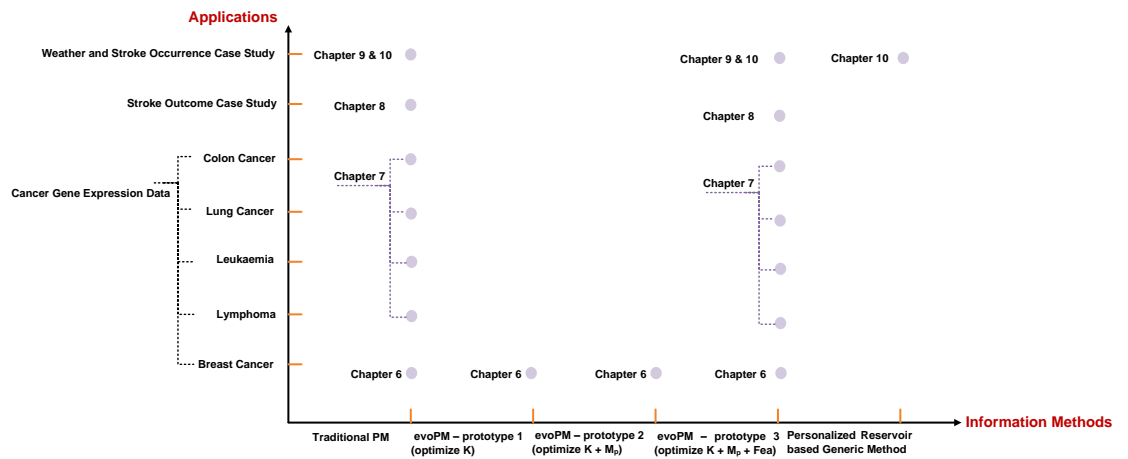 Applications
Weather and Stroke Occurrence Case Study
Chapter 9 & 10
Chapter 9 & 10
Chapter 10
Stroke Outcome Case Study
Chapter 8
Chapter 8
Colon Cancer
Chapter 7
Chapter 7
Cancer Gene Expression Data
Lung Cancer
Leukaemia
Lymphoma
Breast Cancer
Chapter 6
Chapter 6
Chapter 6
Chapter 6
Information Methods
Traditional PM
evoPM – prototype 1
(optimize K)
evoPM – prototype 2
(optimize K + Mp)
evoPM – prototype 3
(optimize K + Mp + Fea)
Personalized Reservoir
based Generic Method